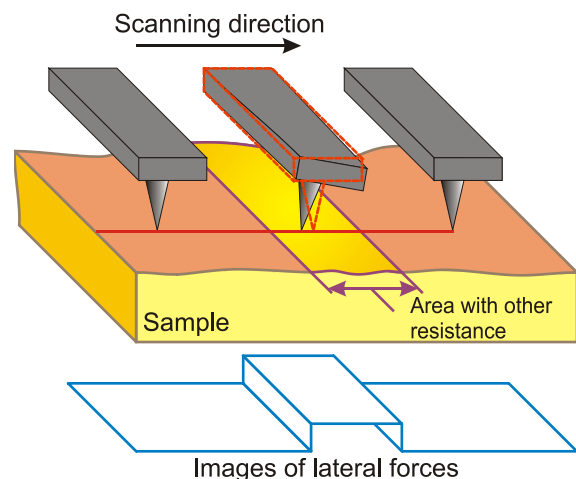 Scanning direction
Sample
Area with other
resistance
Images of lateral forces